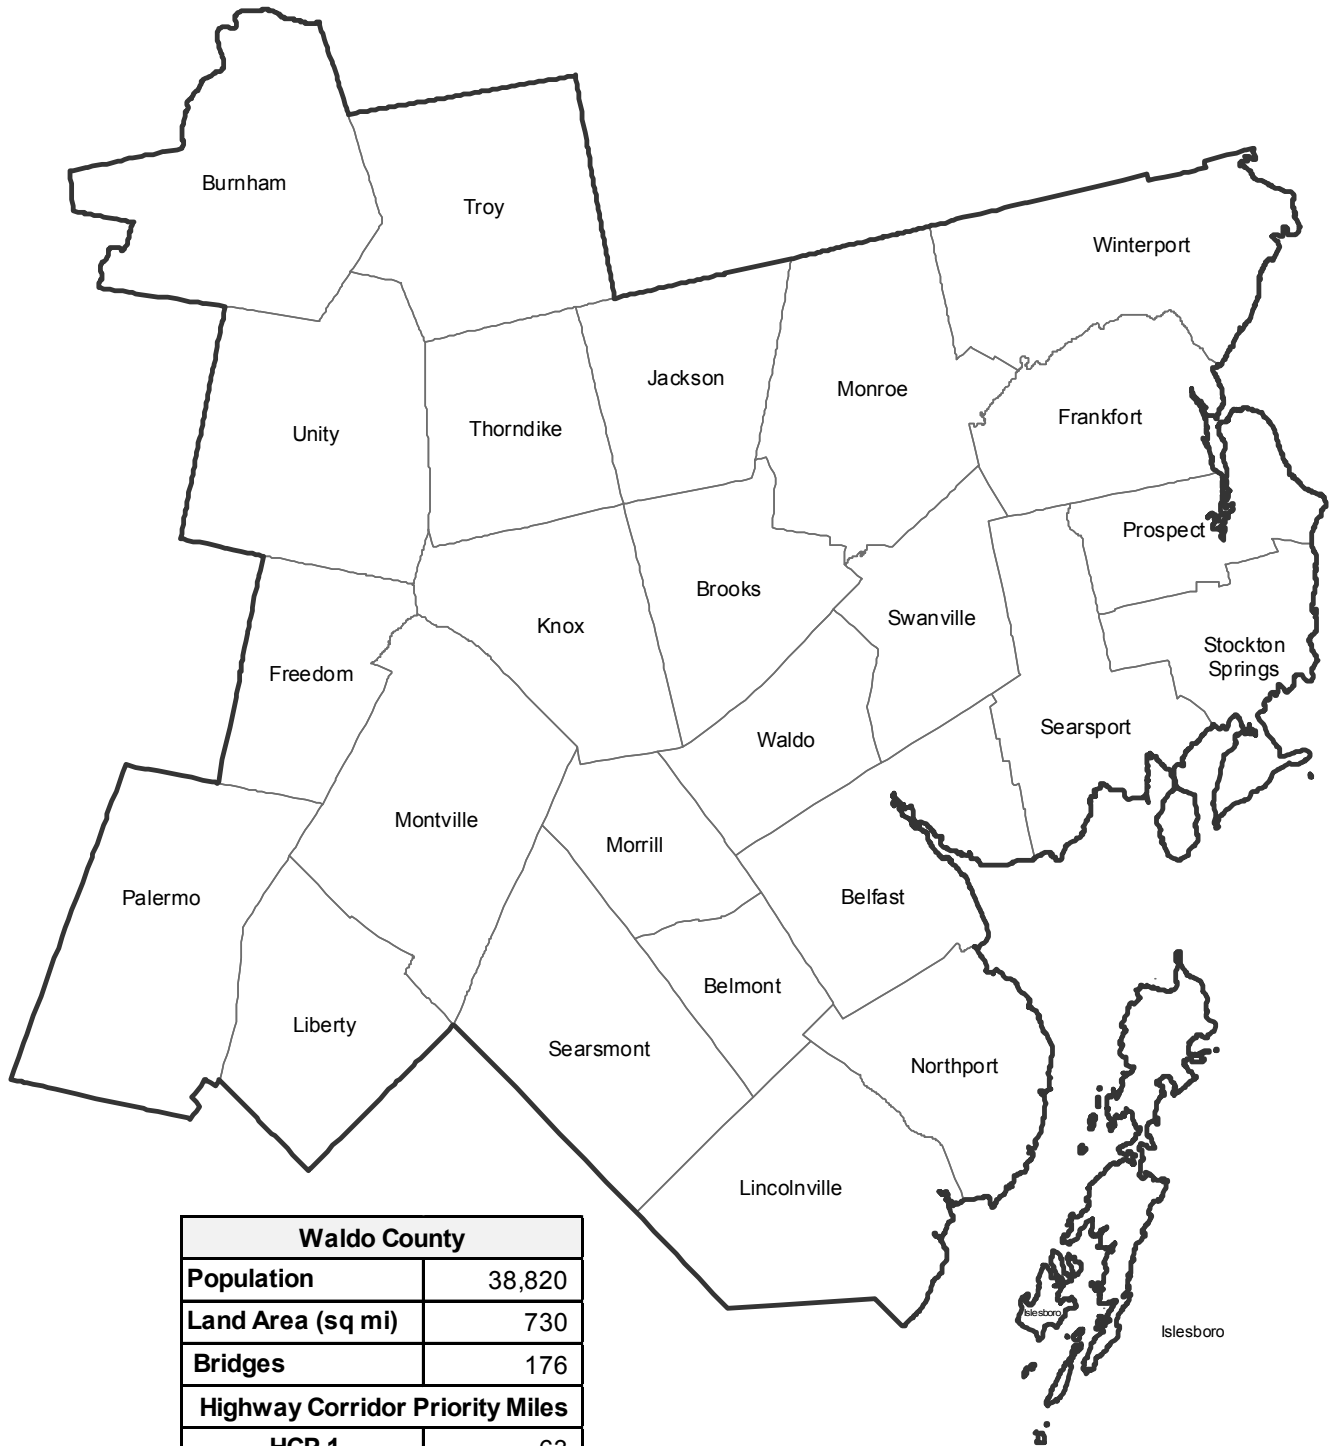 Burnham
Troy
Winterport
Jackson
Monroe
Frankfort
Unity
Thorndike
Prospect
Brooks
Swanville
Knox
Stockton
Springs
Freedom
Searsport
Waldo
Montville
Morrill
Belfast
Palermo
Belmont
Liberty
Searsmont
Northport
Lincolnville
Islesboro
Islesboro
Waldo County
Population 38,820
Land Area (sq mi) 730
Bridges 176
Highway Corridor Priority Miles
HCP 1